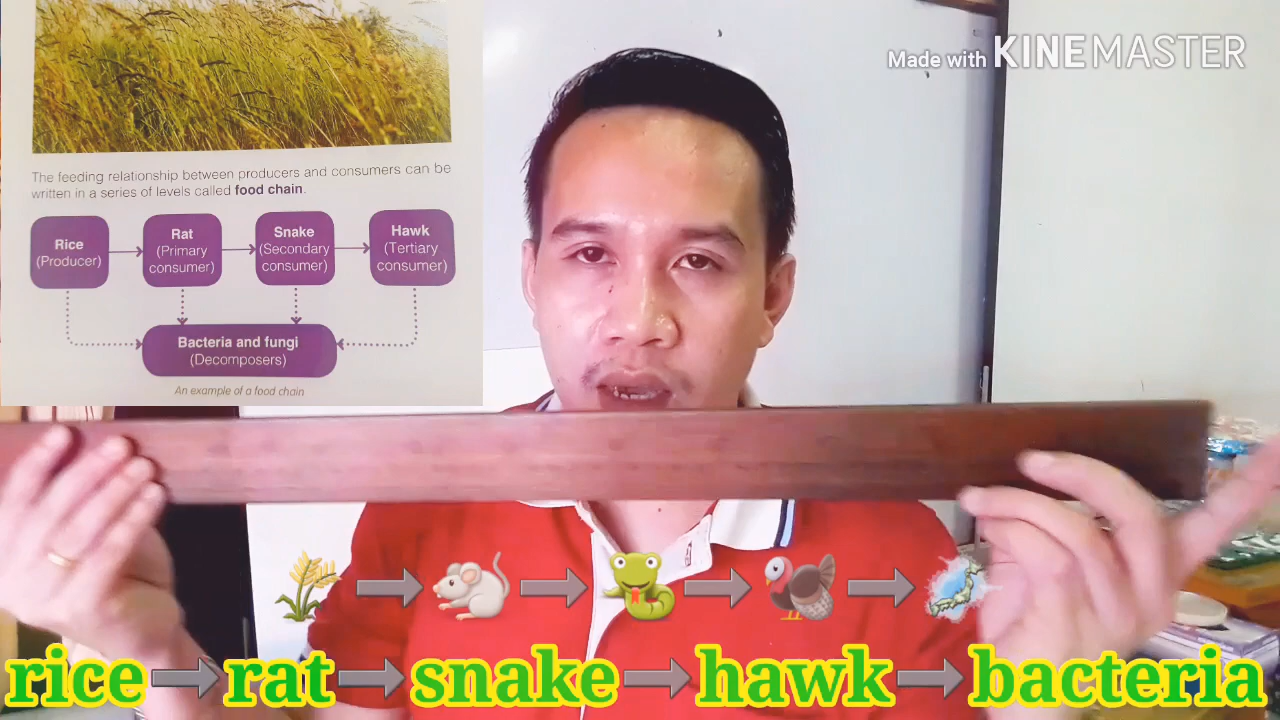 Made with KINEMASTER
The feeding relationship between producers and consumers can be
written in a series of levels called food chain.
Rice
(Producer)
Rat
(Primary
consumer)
Snake
(Secondary
consumer)
Hawk
(Tertiary
consumer)
Bacteria and fungi
(Decomposers)
An example of a food chain
rice rat snake hawk bacteria